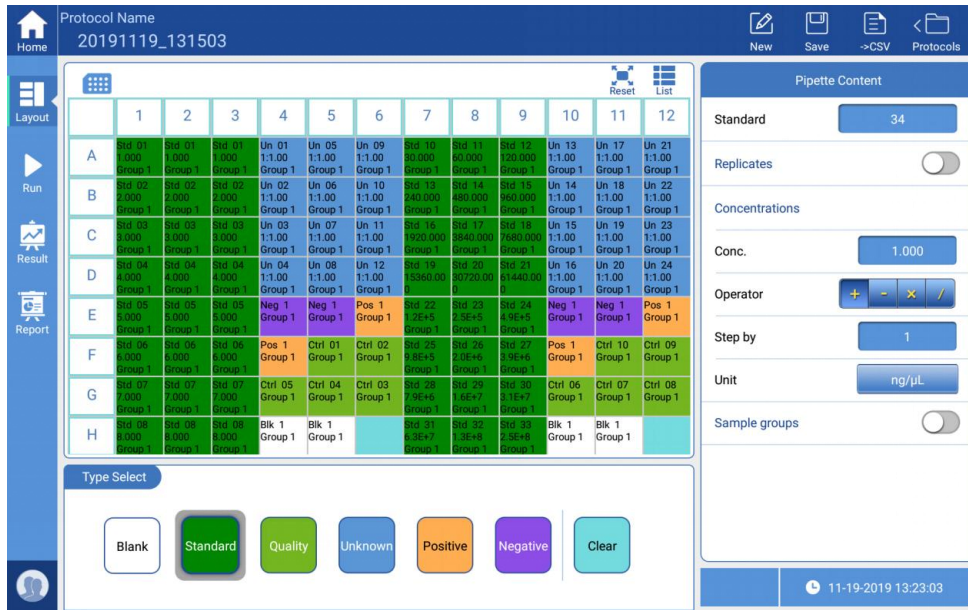 Protocol Name
20191119_131503
Home
New
Save
->CSV
Protocols
Layout
Run
Result
Report
Reset
List
1 2 3 4 5 6 7 8 9 10 11 12
A
Std 01 Std 01 Std 01 Un 01 Un 05 Un 09 Std 10 Std 11 Std 12 Un 13 Un 17 Un 21
1.000 1.000 1.000 1:1.00 1:1.00 1:1.00 30.000 60.000 120.000 1:1.00 1:1.00 1:1.00
Group 1 Group 1 Group 1 Group 1 Group 1 Group 1 Group 1 Group 1 Group 1 Group 1 Group 1 Group 1
B
Std 02 Std 02 Std 02 Un 02 Un 06 Un 10 Std 13 Std 14 Std 15 Un 14 Un 18 Un 22
2.000 2.000 2.000 1:1.00 1:1.00 1:1.00 240.000 480.000 960.000 1:1.00 1:1.00 1:1.00
Group 1 Group 1 Group 1 Group 1 Group 1 Group 1 Group 1 Group 1 Group 1 Group 1 Group 1 Group 1
C
Std 03 Std 03 Std 03 Un 03 Un 07 Un 11 Std 16 Std 17 Std 18 Un 15 Un 19 Un 23
3.000 3.000 3.000 1:1.00 1:1.00 1:1.00 1920.000 3840.000 7680.000 1:1.00 1:1.00 1:1.00
Group 1 Group 1 Group 1 Group 1 Group 1 Group 1 Group 1 Group 1 Group 1 Group 1 Group 1 Group 1
D
Std 04 Std 04 Std 04 Un 04 Un 08 Un 12 Std 19 Std 20 Std 21 Un 16 Un 20 Un 24
4.000 4.000 4.000 1:1.00 1:1.00 1:1.00 15360.00 30720.00 61440.00 1:1.00 1:1.00 1:1.00
Group 1 Group 1 Group 1 Group 1 Group 1 Group 1 0 0 0 Group 1 Group 1 Group 1
E
Std 05 Std 05 Std 05 Neg 1 Neg 1 Pos 1 Std 22 Std 23 Std 24 Neg 1 Neg 1 Pos 1
5.000 5.000 5.000 Group 1 Group 1 Group 1 1.2E+5 2.5E+5 4.9E+5 Group 1 Group 1 Group 1
Group 1 Group 1 Group 1 Group 1 Group 1 Group 1
F
Std 06 Std 06 Std 06 Pos 1 Ctrl 01 Ctrl 02 Std 25 Std 26 Std 27 Pos 1 Ctrl 10 Ctrl 09
6.000 6.000 6.000 Group 1 Group 1 Group 1 9.8E+5 2.0E+6 3.9E+6 Group 1 Group 1 Group 1
Group 1 Group 1 Group 1 Group 1 Group 1 Group 1
G
Std 07 Std 07 Std 07 Ctrl 05 Ctrl 04 Ctrl 03 Std 28 Std 29 Std 30 Ctrl 06 Ctrl 07 Ctrl 08
7.000 7.000 7.000 Group 1 Group 1 Group 1 7.9E+6 1.6E+7 3.1E+7 Group 1 Group 1 Group 1
Group 1 Group 1 Group 1 Group 1 Group 1 Group 1
H
Std 08 Std 08 Std 08 Blk 1 Blk 1 Std 31 Std 32 Std 33 Blk 1 Blk 1
8.000 8.000 8.000 Group 1 Group 1 6.3E+7 1.3E+8 2.5E+8 Group 1 Group 1
Group 1 Group 1 Group 1 Group 1 Group 1 Group 1
Type Select
Blank
Standard
Quality
Unknown
Positive
Negative
Clear
Pipette Content
Standard 34
Replicates
Concentrations
Conc. 1.000
Operator + - × /
Step by 1
Unit ng/µL
Sample groups
11-19-2019 13:23:03